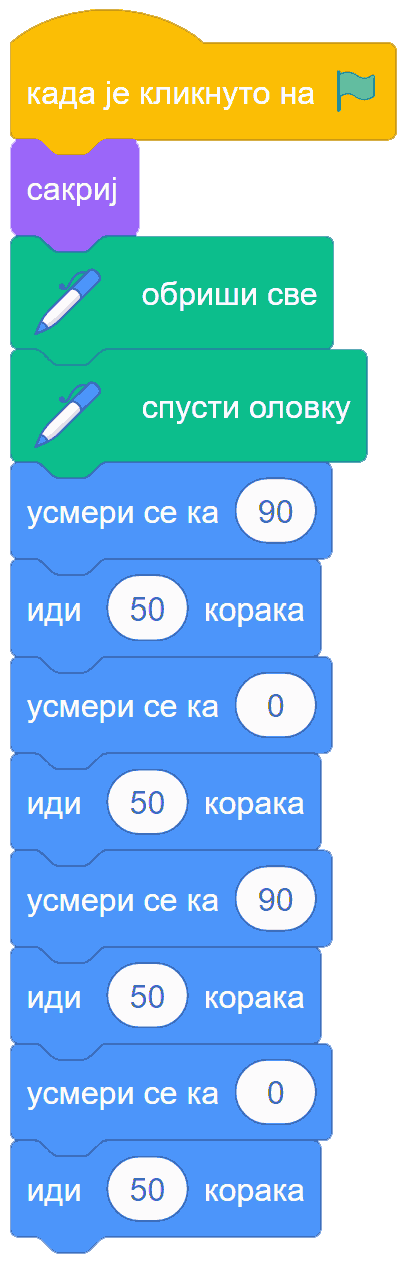 када је кликнуто на
сакриј
обриши све
спусти оловку
усмери се ка 90
иди 50 корака
усмери се ка 0
иди 50 корака
усмери се ка 90
иди 50 корака
усмери се ка 0
иди 50 корака